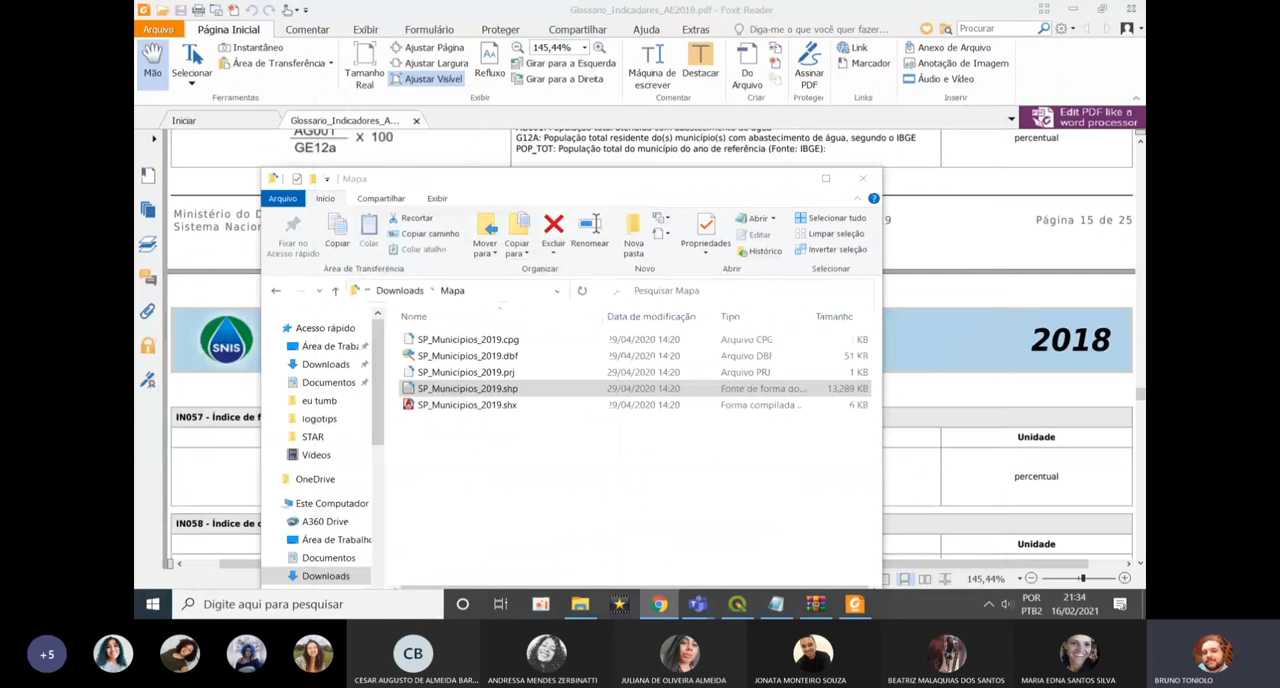 Glossaro_Indicadores_AE2018.pdf - Foxit Reader
Arquivo Página Inicial Comentar Exibir Formulário Proteger Compartilhar Ajuda Extras Diga-me o que quer fazer... Procurar
Mão
Selecionar
Instantâneo
Área de Transferência
Ferramentas
Tamanho Real
Ajustar Página
Ajustar Largura
Ajustar Visível
Refluxo
145,44%
Girar para a Esquerda
Girar para a Direita
Exibir
Máquina de escrever
Destacar
Comentar
Do Arquivo
Criar
Assinar PDF
Proteger
Link
Marcador
Links
Anexo de Arquivo
Anotação de Imagem
Áudio e Vídeo
Inserir
Iniciar
Glossaro_Indicadores_A...
Edit PDF like a word processor
AG001
GE12a
X 100
G12A: População total residente do(s) município(s) com abastecimento de água, segundo o IBGE
POP_TOT: População total do município do ano de referência (Fonte: IBGE):
percentual
Ministério do D
Sistema Nacio
9
Página 15 de 25
SNIS
2018
IN057 - Índice de f
Unidade
percentual
IN058 - Índice de c
Unidade
145,44%
Mapa
Arquivo Início Compartilhar Exibir
Fixar no Acesso rápido
Copiar
Colar
Recortar
Copiar caminho
Colar atalho
Área de Transferência
Mover para
Copiar para
Excluir
Renomear
Organizar
Nova pasta
Novo
Propriedades
Abrir
Editar
Histórico
Abrir
Selecionar tudo
Limpar seleção
Inverter seleção
Selecionar
Downloads Mapa
Pesquisar Mapa
Acesso rápido
Área de Traba
Downloads
Documentos
eu tumb
logotips
STAR
Vídeos
OneDrive
Este Computador
A360 Drive
Área de Trabalho
Documentos
Downloads
Nome Data de modificação Tipo Tamanho
SP_Municipios_2019.cpg 29/04/2020 14:20 Arquivo CPG 1 KB
SP_Municipios_2019.dbf 29/04/2020 14:20 Arquivo DBF 51 KB
SP_Municipios_2019.prj 29/04/2020 14:20 Arquivo PRJ 1 KB
SP_Municipios_2019.shp 29/04/2020 14:20 Fonte de forma do... 13,289 KB
SP_Municipios_2019.shx 29/04/2020 14:20 Forma compilada ... 6 KB
Digite aqui para pesquisar
POR
PTB2
21:34
16/02/2021
+5
CB
CESAR AUGUSTO DE ALMEIDA BAR...
ANDRESSA MENDES ZERBINATTI
JULIANA DE OLIVEIRA ALMEIDA
JONATA MONTEIRO SOUZA
BEATRIZ MALAQUIAS DOS SANTOS
MARIA EDNA SANTOS SILVA
BRUNO TONIOLO